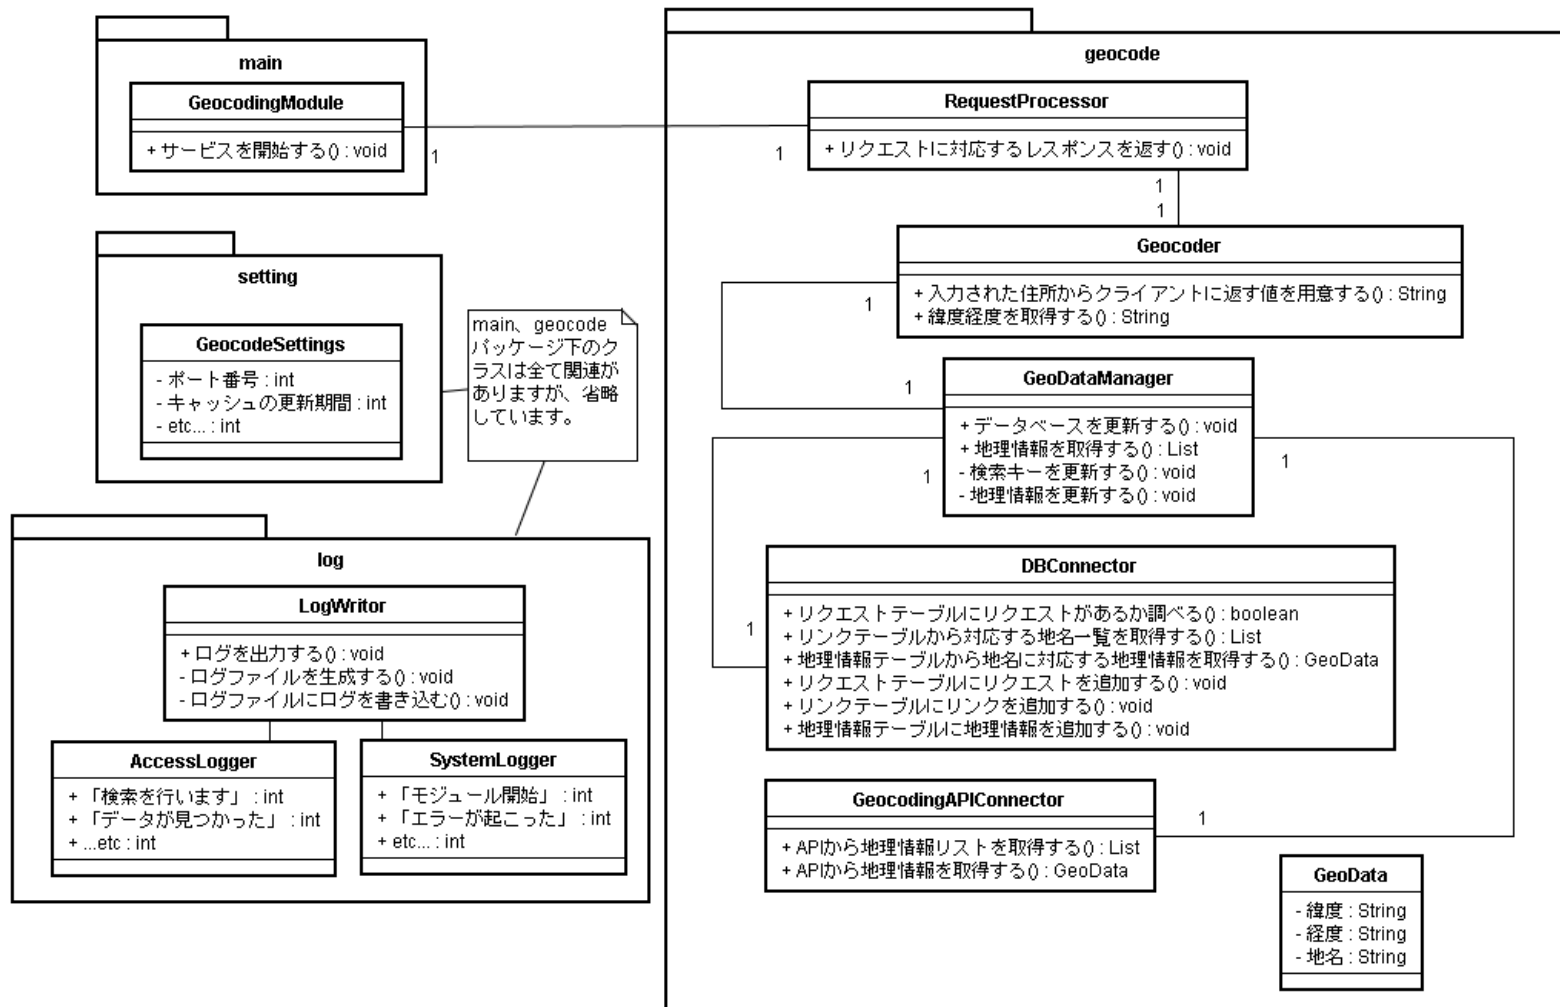 main
GeocodingModule
+ サービスを開始する() : void
1
setting
GeocodeSettings
- ポート番号 : int
- キャッシュの更新期間 : int
- etc... : int
main、geocode
パッケージ下のク
ラスは全て関連が
ありますが、省略
しています。
log
LogWritor
+ ログを出力する() : void
- ログファイルを生成する() : void
- ログファイルにログを書き込む() : void
AccessLogger
+ 「検索を行います」 : int
+ 「データが見つかった」 : int
+ ...etc : int
SystemLogger
+ 「モジュール開始」 : int
+ 「エラーが起こった」 : int
+ etc... : int
geocode
RequestProcessor
+ リクエストに対応するレスポンスを返す() : void
1
1
1
Geocoder
+ 入力された住所からクライアントに返す値を用意する() : String
+ 緯度経度を取得する() : String
1
1
GeoDataManager
+ データベースを更新する() : void
+ 地理情報を取得する() : List
- 検索キーを更新する() : void
- 地理情報を更新する() : void
1
1
DBConnector
+ リクエストテーブルにリクエストがあるか調べる() : boolean
+ リンクテーブルから対応する地名一覧を取得する() : List
+ 地理情報テーブルから地名に対応する地理情報を取得する() : GeoData
+ リクエストテーブルにリクエストを追加する() : void
+ リンクテーブルにリンクを追加する() : void
+ 地理情報テーブルに地理情報を追加する() : void
1
GeocodingAPIConnector
+ APIから地理情報リストを取得する() : List
+ APIから地理情報を取得する() : GeoData
1
GeoData
- 緯度 : String
- 経度 : String
- 地名 : String